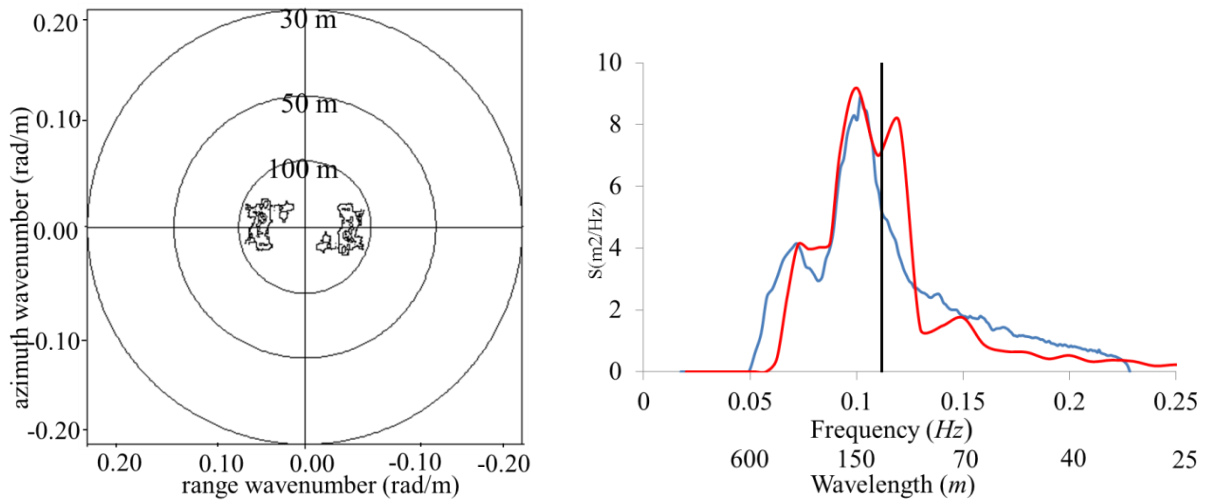 0.20
0.10
0.00
-0.10
-0.20
azimuth wavenumber (rad/m)
30 m
50 m
100 m
0.20 0.10 0.00 -0.10 -0.20
range wavenumber (rad/m)
10
8
6
4
2
0
S(m2/Hz)
0 0.05 0.1 0.15 0.2 0.25
Frequency (Hz)
600 150 70 40 25
Wavelength (m)